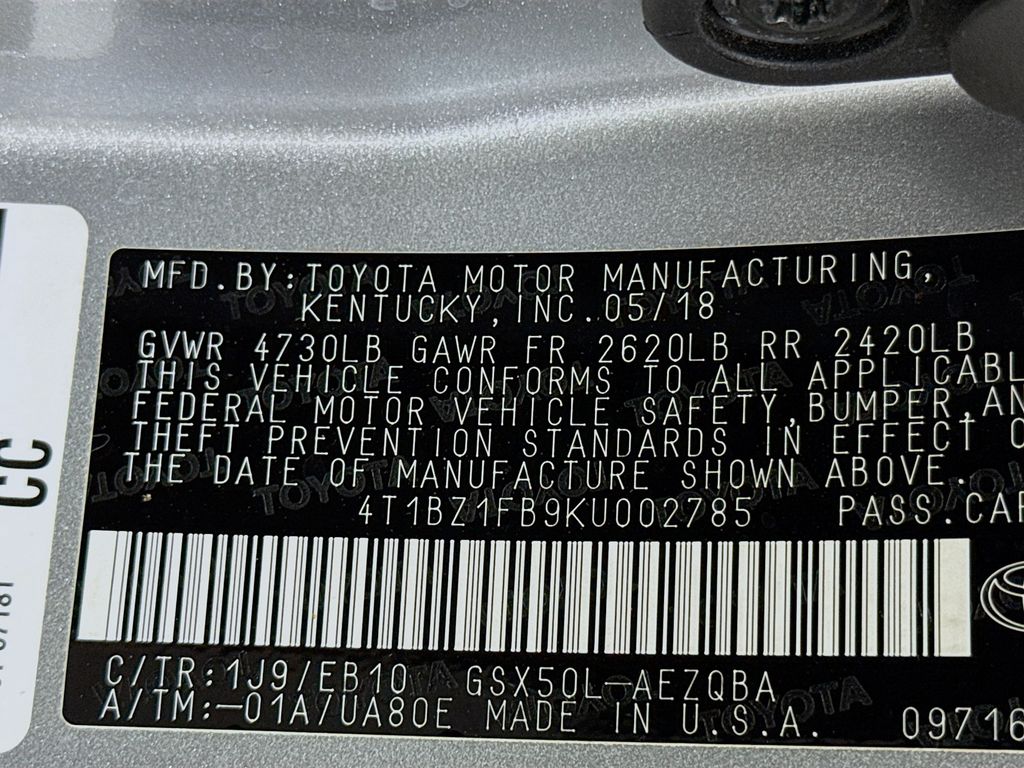 MFD.BY:TOYOTA MOTOR MANUFACTURING,
KENTUCKY,INC.05/18
GVWR 4730LB GAWR FR 2620LB RR 2420LB
THIS VEHICLE CONFORMS TO ALL APPLICABL
FEDERAL MOTOR VEHICLE SAFETY,BUMPER,AN
THEFT PREVENTION STANDARDS IN EFFECT
THE DATE OF MANUFACTURE SHOWN ABOVE.
4T1BZ1FB9KU002785 PASS.CAR
C/TR:1J9/EB10 GSX50L-AEZQBA
A/TM:-01A/UA80E MADE IN U.S.A. 09716
CC